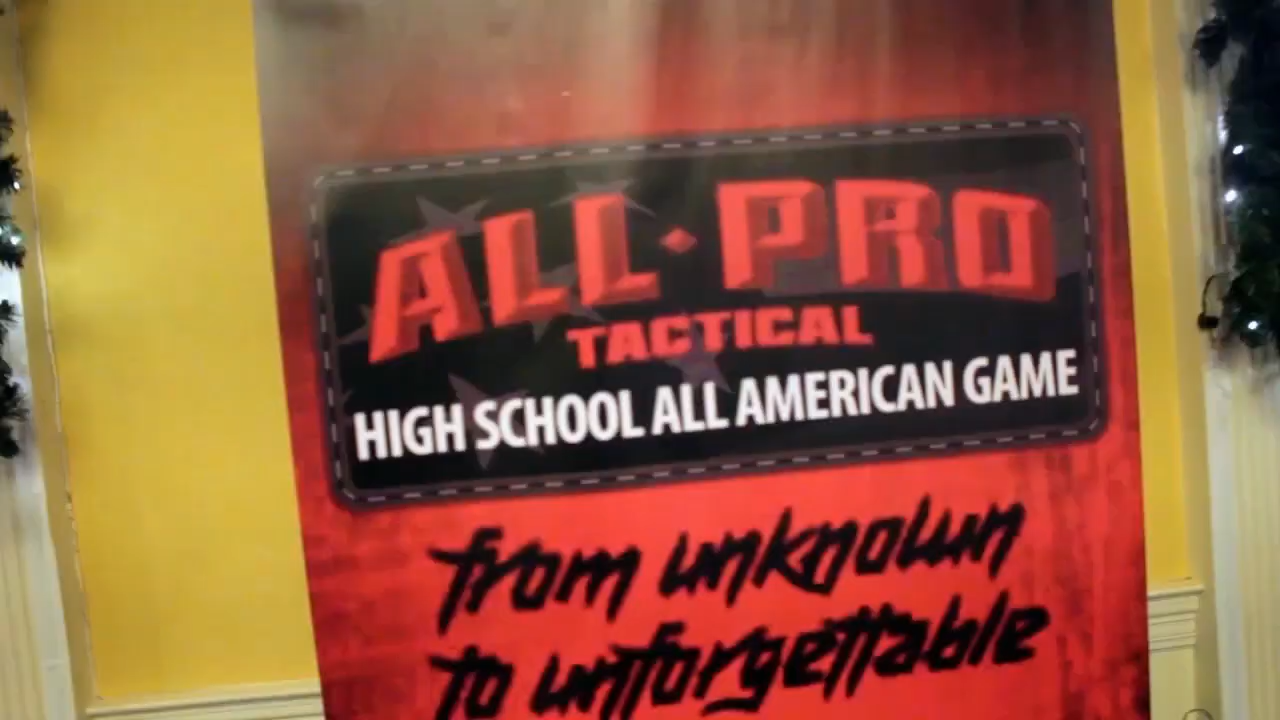 ALL·PRO
TACTICAL
HIGH SCHOOL ALL AMERICAN GAME
from unknown
to unforgettable